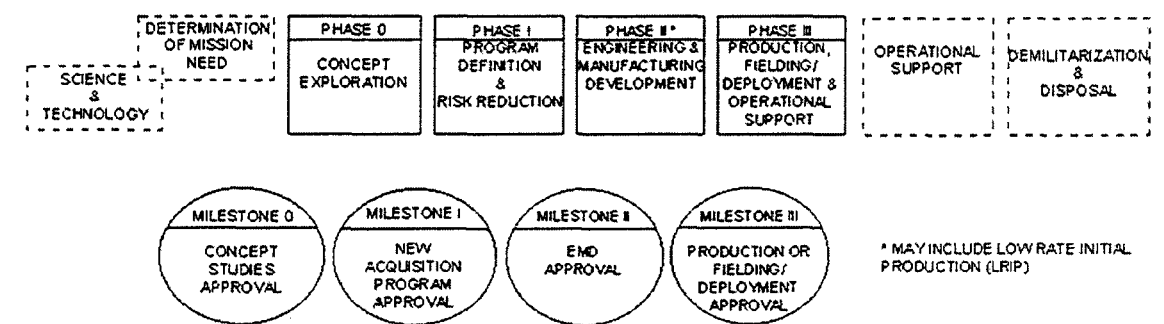 DETERMINATION
OF MISSION
NEED
SCIENCE
&
TECHNOLOGY
PHASE 0
CONCEPT
EXPLORATION
PHASE I
PROGRAM
DEFINITION
&
RISK REDUCTION
PHASE II*
ENGINEERING &
MANUFACTURING
DEVELOPMENT
PHASE III
PRODUCTION,
FIELDING/
DEPLOYMENT &
OPERATIONAL
SUPPORT
OPERATIONAL
SUPPORT
DEMILITARIZATION
&
DISPOSAL
MILESTONE 0
CONCEPT
STUDIES
APPROVAL
MILESTONE I
NEW
ACQUISITION
PROGRAM
APPROVAL
MILESTONE II
EMD
APPROVAL
MILESTONE III
PRODUCTION OR
FIELDING/
DEPLOYMENT
APPROVAL
* MAY INCLUDE LOW RATE INITIAL
PRODUCTION (LRIP)